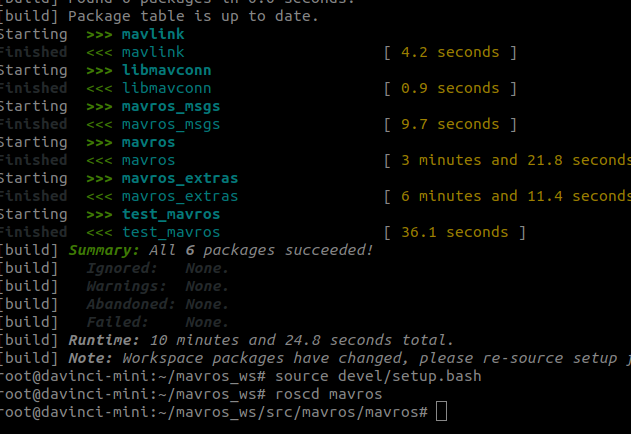 [build] Found 6 packages in 0.0 seconds.
[build] Package table is up to date.
Starting >>> mavlink
Finished <<< mavlink [ 4.2 seconds ]
Starting >>> libmavconn
Finished <<< libmavconn [ 0.9 seconds ]
Starting >>> mavros_msgs
Finished <<< mavros_msgs [ 9.7 seconds ]
Starting >>> mavros
Finished <<< mavros [ 3 minutes and 21.8 seconds
Starting >>> mavros_extras
Finished <<< mavros_extras [ 6 minutes and 11.4 seconds
Starting >>> test_mavros
Finished <<< test_mavros [ 36.1 seconds ]
[build] Summary: All 6 packages succeeded!
[build] Ignored: None.
[build] Warnings: None.
[build] Abandoned: None.
[build] Failed: None.
[build] Runtime: 10 minutes and 24.8 seconds total.
[build] Note: Workspace packages have changed, please re-source setup
root@davinci-mini:~/mavros_ws# source devel/setup.bash
root@davinci-mini:~/mavros_ws# roscd mavros
root@davinci-mini:~/mavros_ws/src/mavros/mavros#